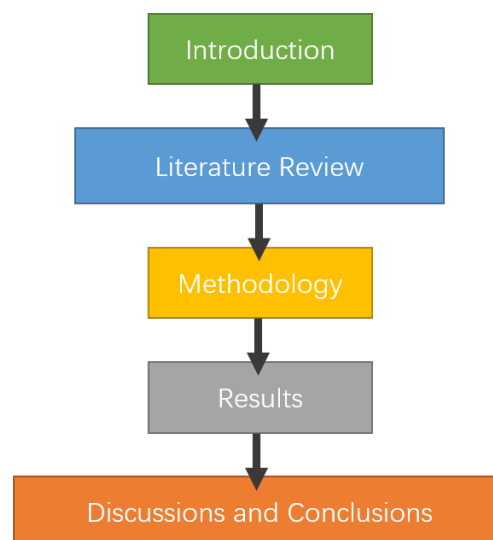 Introduction
Literature Review
Methodology
Results
Discussions and Conclusions